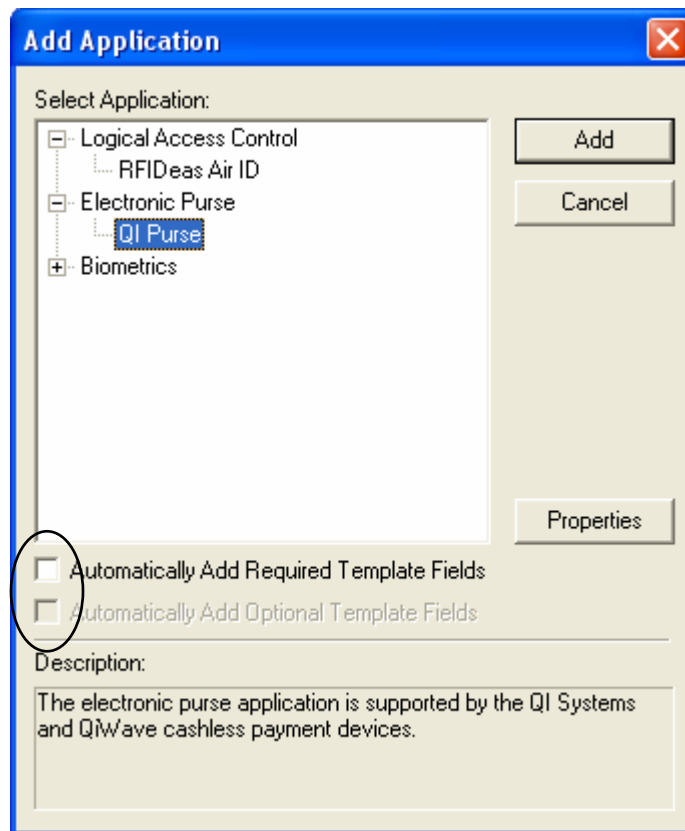 Add Application
Select Application:
Logical Access Control
Add
RFIDeas Air ID
Electronic Purse
Cancel
QI Purse
Biometrics
Properties
Automatically Add Required Template Fields
Automatically Add Optional Template Fields
Description:
The electronic purse application is supported by the QI Systems
and QiWave cashless payment devices.